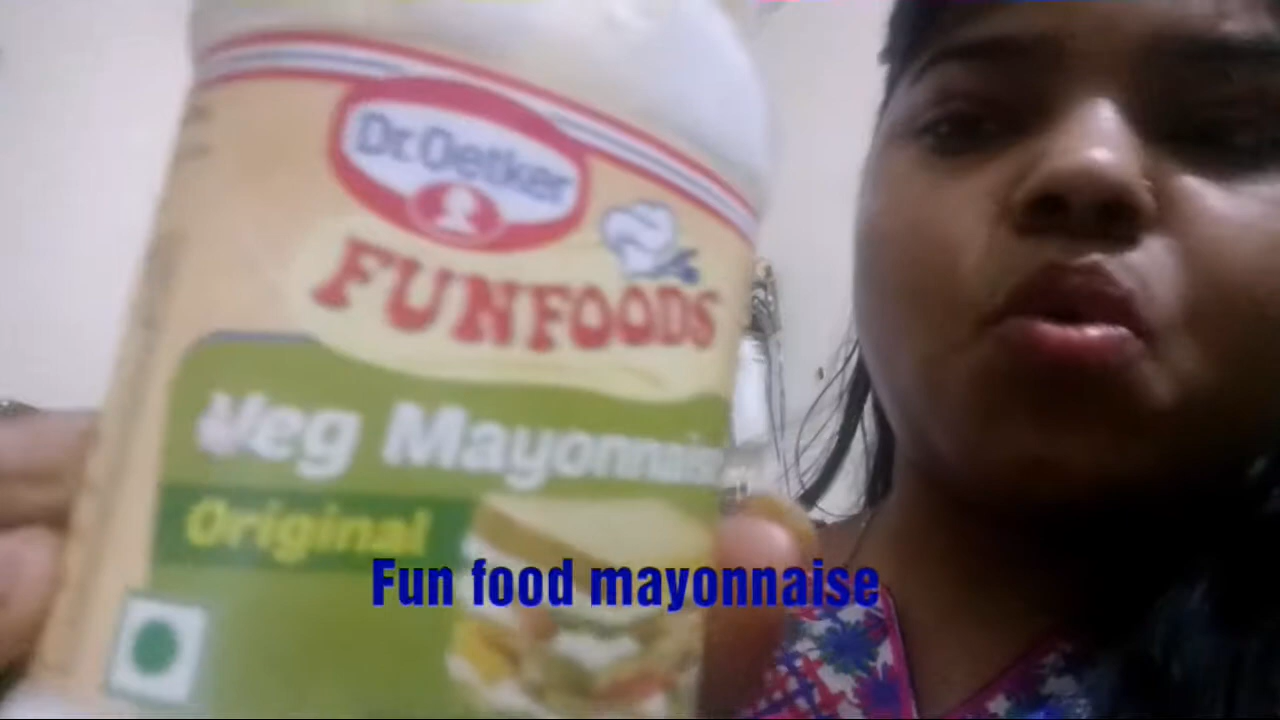 Dr. Oetker
FUNFOODS
Veg Mayonnaise
Original
Fun food mayonnaise